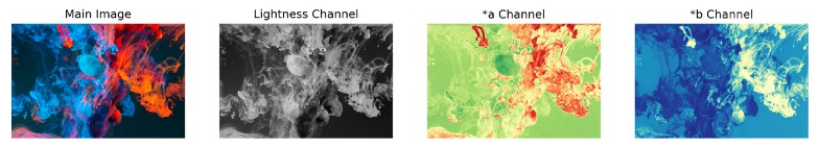 Main Image
Lightness Channel
*a Channel
*b Channel